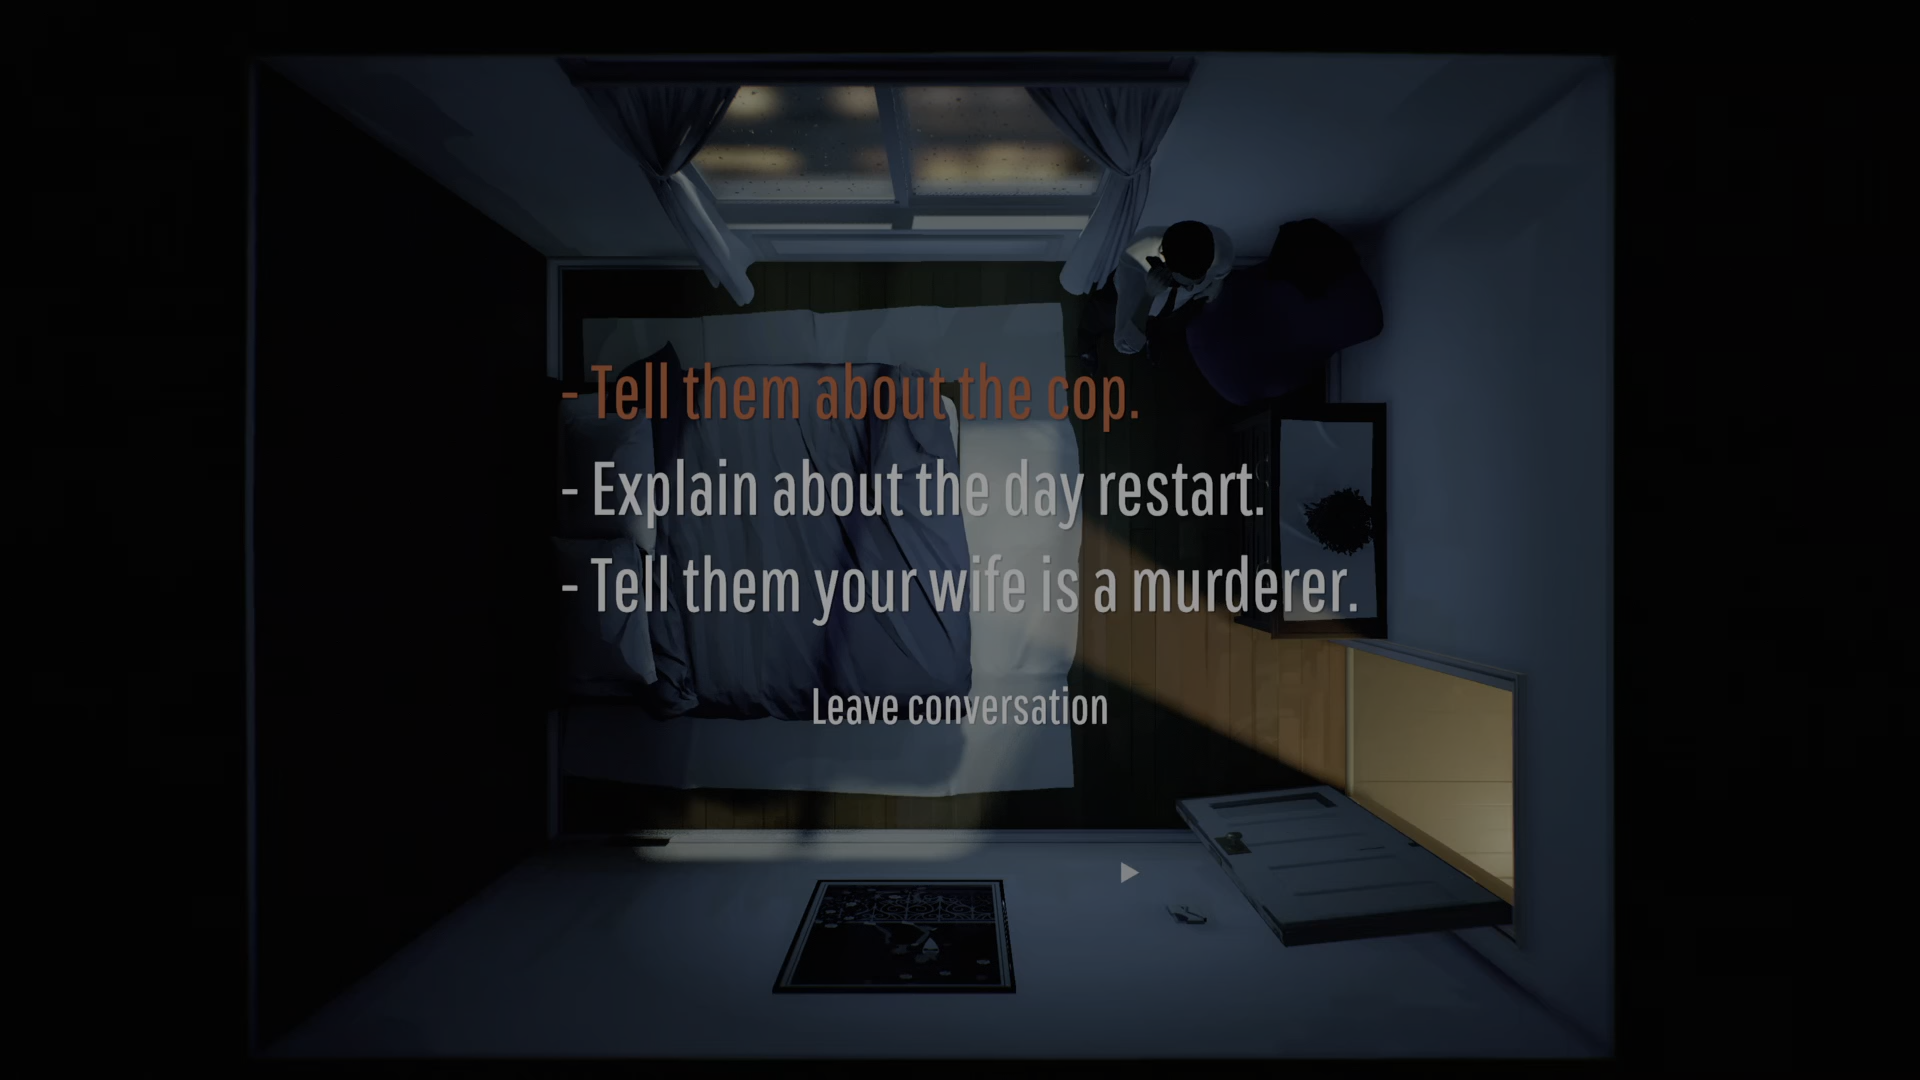 - Tell them about the cop.
- Explain about the day restart.
- Tell them your wife is a murderer.
Leave conversation